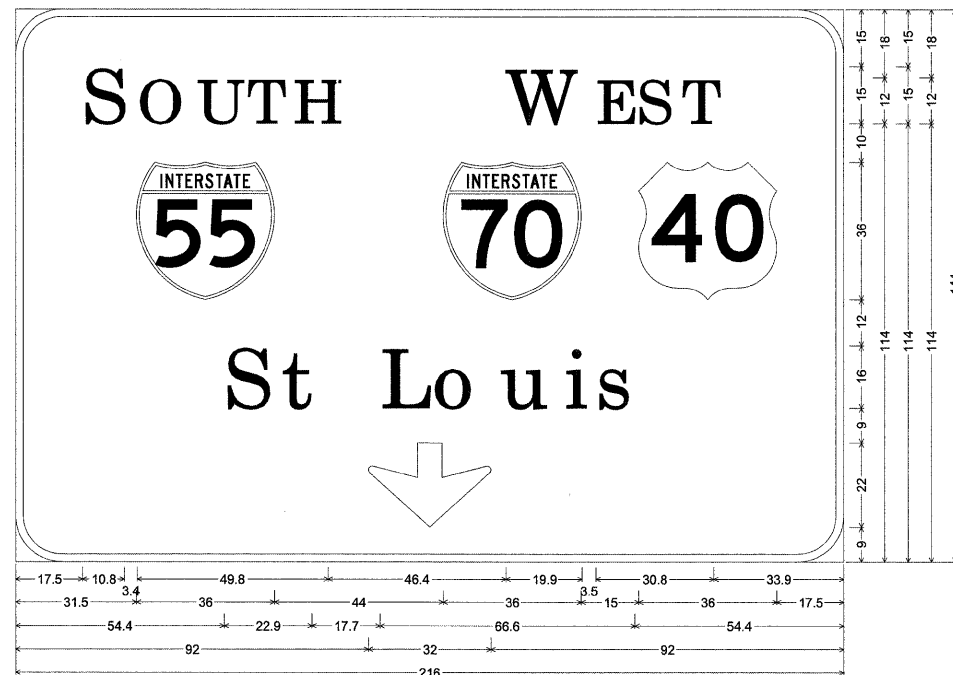 SOUTH WEST
INTERSTATE INTERSTATE
55 70 40
St Louis
15 18 15 18
15 12 15 12
10
36
12
114 114 114
16
9
22
9
17.5 10.8 49.8 46.4 19.9 30.8 33.9
3.4 3.5
31.5 36 44 36 15 36 17.5
54.4 22.9 17.7 66.6 54.4
92 32 92
216